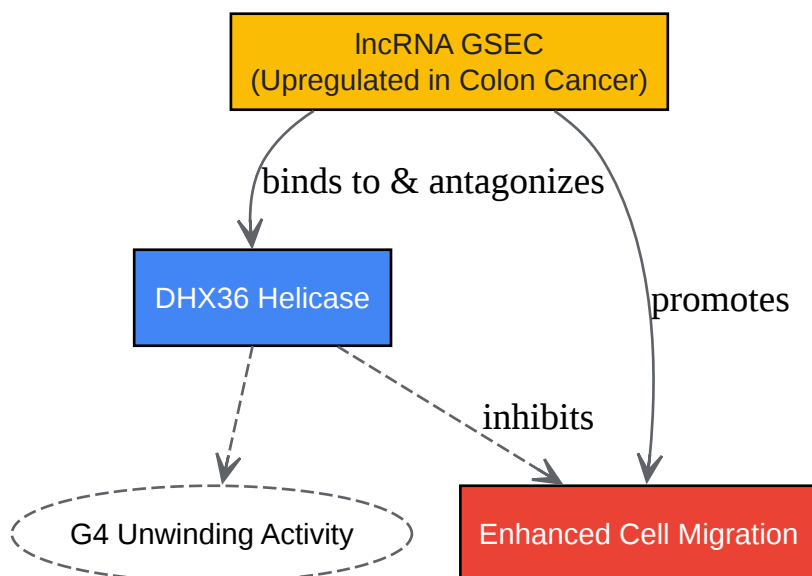 lncRNA GSEC
(Upregulated in Colon Cancer)
binds to & antagonizes
DHX36 Helicase
promotes
inhibits
G4 Unwinding Activity
Enhanced Cell Migration